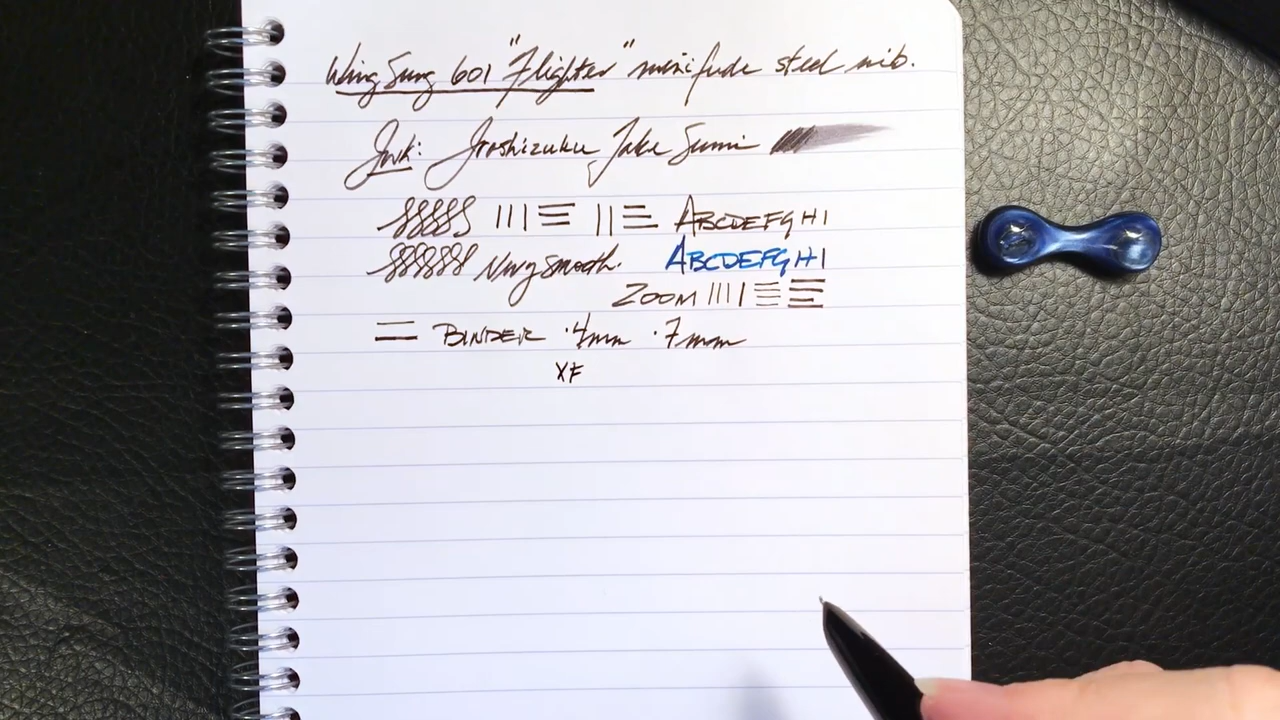 Wing Sung 601 "Flighter" mini fude steel nib.
Ink: Iroshizuku Take Sumi
ABCDEFGHI
Very smooth. ABCDEFGHI
ZOOM
BINDER .4mm .7mm
XF